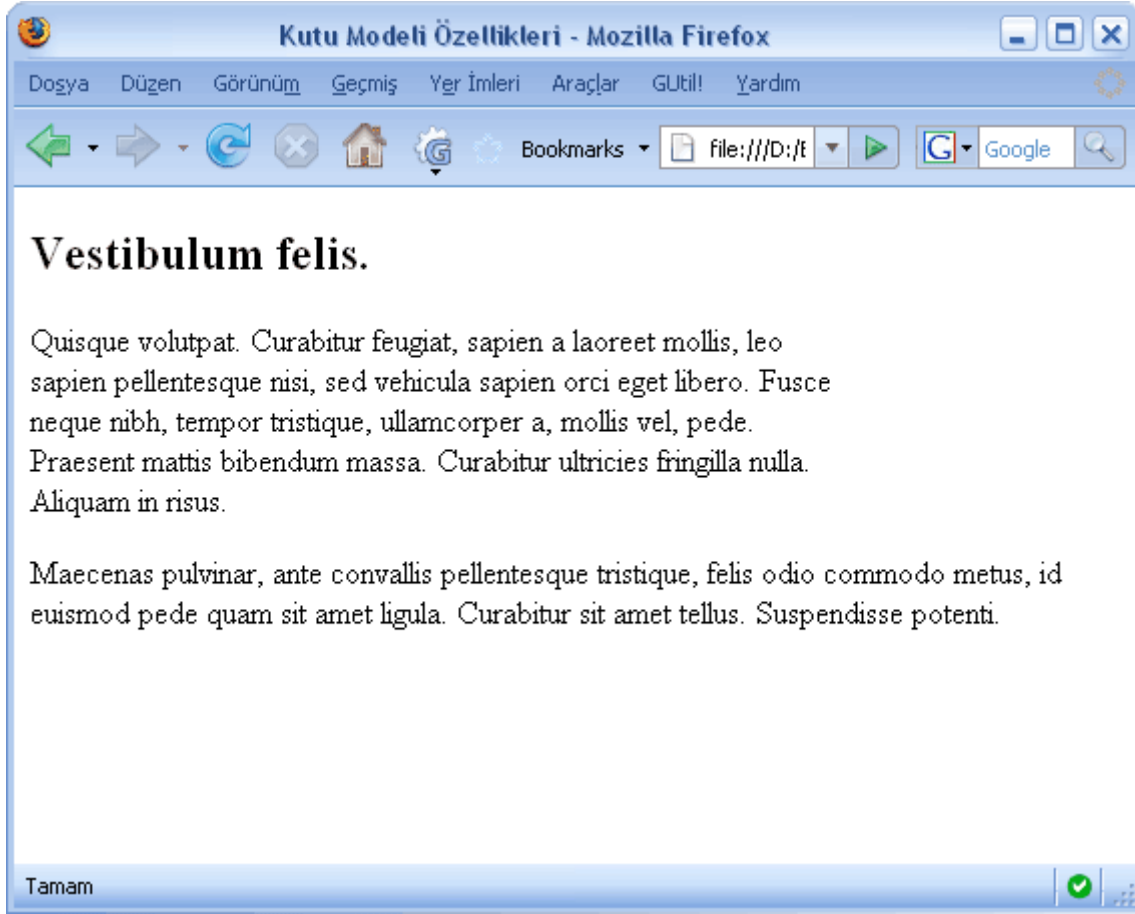 Kutu Modeli Özellikleri - Mozilla Firefox
Dosya Düzen Görünüm Geçmiş Yer İmleri Araçlar GUtil! Yardım
Bookmarks file:///D:/ G Google
Vestibulum felis.
Quisque volutpat. Curabitur feugiat, sapien a laoreet mollis, leo
sapien pellentesque nisi, sed vehicula sapien orci eget libero. Fusce
neque nibh, tempor tristique, ullamcorper a, mollis vel, pede.
Praesent mattis bibendum massa. Curabitur ultricies fringilla nulla.
Aliquam in risus.
Maecenas pulvinar, ante convallis pellentesque tristique, felis odio commodo metus, id
euismod pede quam sit amet ligula. Curabitur sit amet tellus. Suspendisse potenti.
Tamam